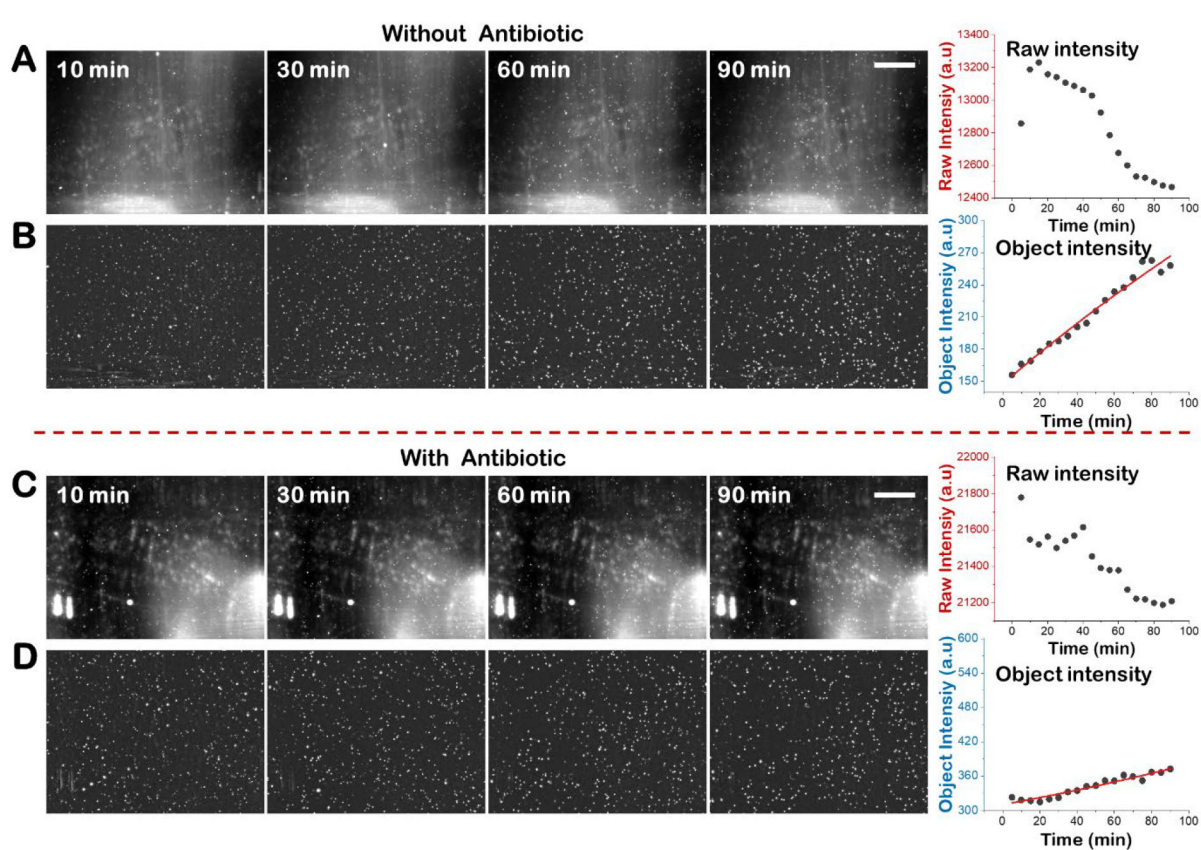 Without Antibiotic
A
10 min
30 min
60 min
90 min
Raw Intensiy (a.u)
13400
13200
13000
12800
12600
12400
Raw intensity
0 20 40 60 80 100
Time (min)
B
Object Intensiy (a.u)
300
270
240
210
180
150
Object intensity
0 20 40 60 80 100
Time (min)
With Antibiotic
C
10 min
30 min
60 min
90 min
Raw Intensiy (a.u)
22000
21800
21600
21400
21200
Raw intensity
0 20 40 60 80 100
Time (min)
D
Object Intensiy (a.u)
600
540
480
420
360
300
Object intensity
0 20 40 60 80 100
Time (min)